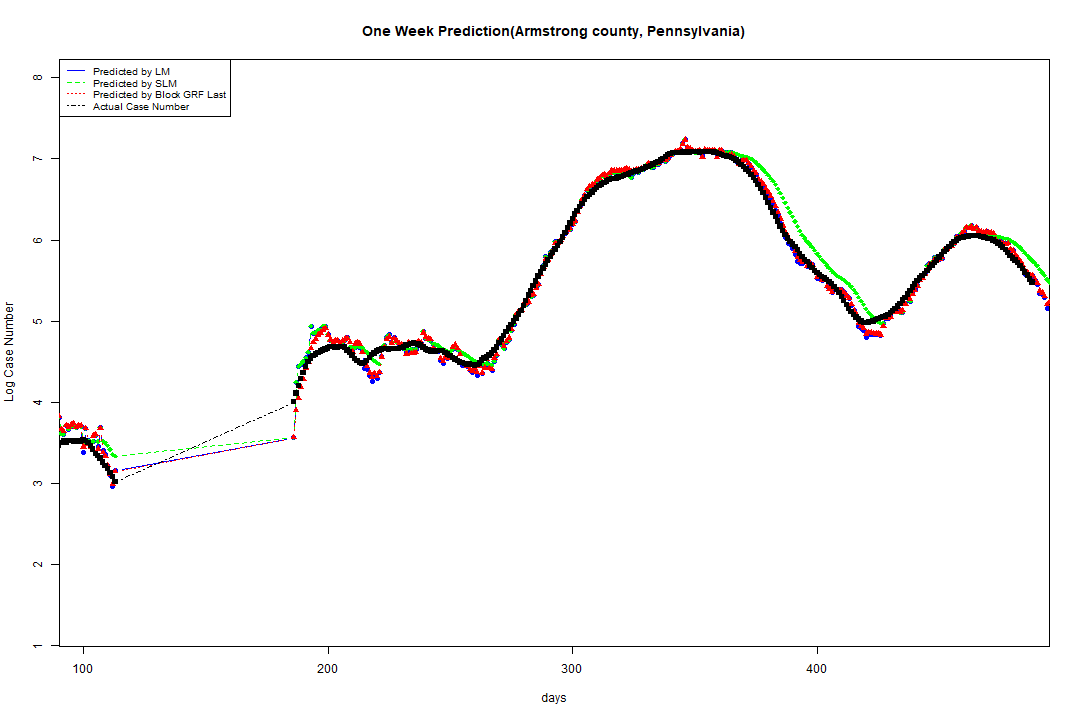 One Week Prediction(Armstrong county, Pennsylvania)
Predicted by LM
Predicted by SLM
Predicted by Block GRF Last
Actual Case Number
8
7
6
5
4
3
2
1
Log Case Number
100 200 300 400
days